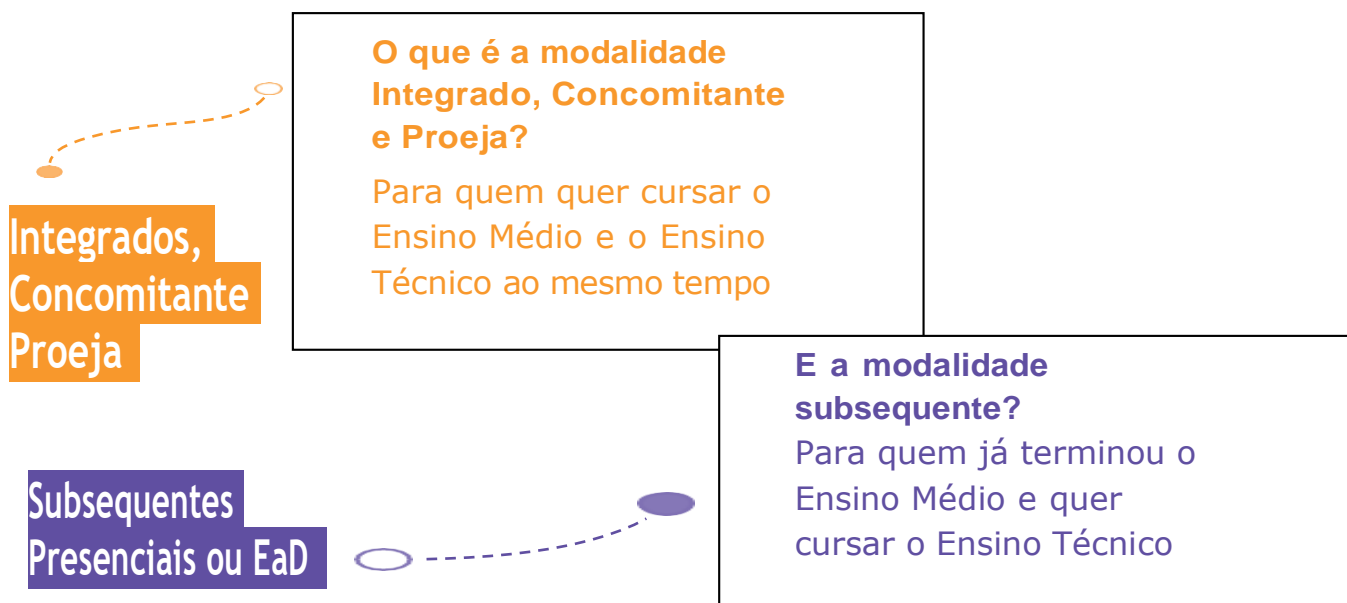 O que é a modalidade
Integrado, Concomitante
e Proeja?
Para quem quer cursar o
Ensino Médio e o Ensino
Técnico ao mesmo tempo
Integrados,
Concomitante
Proeja
E a modalidade
subsequente?
Para quem já terminou o
Ensino Médio e quer
cursar o Ensino Técnico
Subsequentes
Presenciais ou EaD